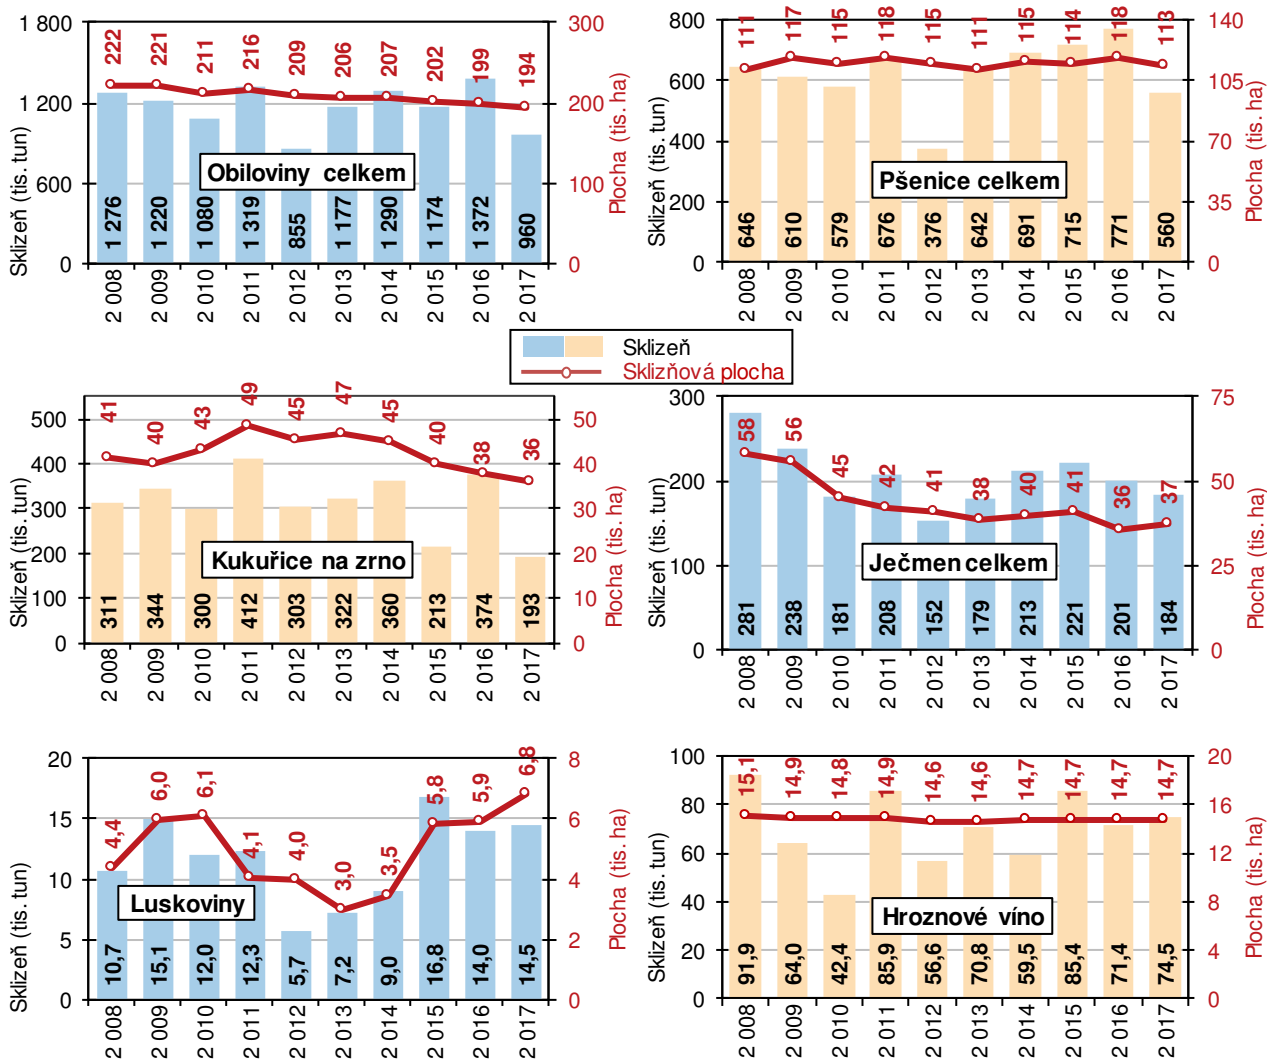 Obiloviny celkem
Sklizeň (tis. tun)
Plocha (tis. ha)
1 800
1 200
600
0
300
200
100
0
222 221 211 216 209 206 207 202 199 194
1 276 1 220 1 080 1 319 855 1 177 1 290 1 174 1 372 960
2 008 2 009 2 010 2 011 2 012 2 013 2 014 2 015 2 016 2 017
Pšenice celkem
Sklizeň (tis. tun)
Plocha (tis. ha)
800
600
400
200
0
140
105
70
35
0
111 117 115 118 115 111 115 114 118 113
646 610 579 676 376 642 691 715 771 560
2 008 2 009 2 010 2 011 2 012 2 013 2 014 2 015 2 016 2 017
Sklizeň
Sklizňová plocha
Kukuřice na zrno
Sklizeň (tis. tun)
Plocha (tis. ha)
500
400
300
200
100
0
50
40
30
20
10
0
41 40 43 49 45 47 45 40 38 36
311 344 300 412 303 322 360 213 374 193
2 008 2 009 2 010 2 011 2 012 2 013 2 014 2 015 2 016 2 017
Ječmen celkem
Sklizeň (tis. tun)
Plocha (tis. ha)
300
200
100
0
75
50
25
0
58 56 45 42 41 38 40 41 36 37
281 238 181 208 152 179 213 221 201 184
2 008 2 009 2 010 2 011 2 012 2 013 2 014 2 015 2 016 2 017
Luskoviny
Sklizeň (tis. tun)
Plocha (tis. ha)
20
15
10
5
0
8
6
4
2
0
4,4 6,0 6,1 4,1 4,0 3,0 3,5 5,8 5,9 6,8
10,7 15,1 12,0 12,3 5,7 7,2 9,0 16,8 14,0 14,5
2 008 2 009 2 010 2 011 2 012 2 013 2 014 2 015 2 016 2 017
Hroznové víno
Sklizeň (tis. tun)
Plocha (tis. ha)
100
80
60
40
20
0
20
16
12
8
4
0
15,1 14,9 14,8 14,9 14,6 14,6 14,7 14,7 14,7 14,7
91,9 64,0 42,4 85,9 56,6 70,8 59,5 85,4 71,4 74,5
2 008 2 009 2 010 2 011 2 012 2 013 2 014 2 015 2 016 2 017